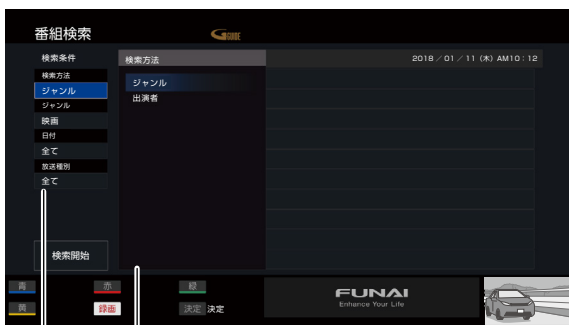 番組検索
G GUIDE
検索条件
検索方法
ジャンル
ジャンル
映画
日付
全て
放送種別
全て
検索開始
検索方法
ジャンル
出演者
2018／01／11 (木) AM10：12
青
赤
緑
黄
録画
決定 決定
FUNAI
Enhance Your Life